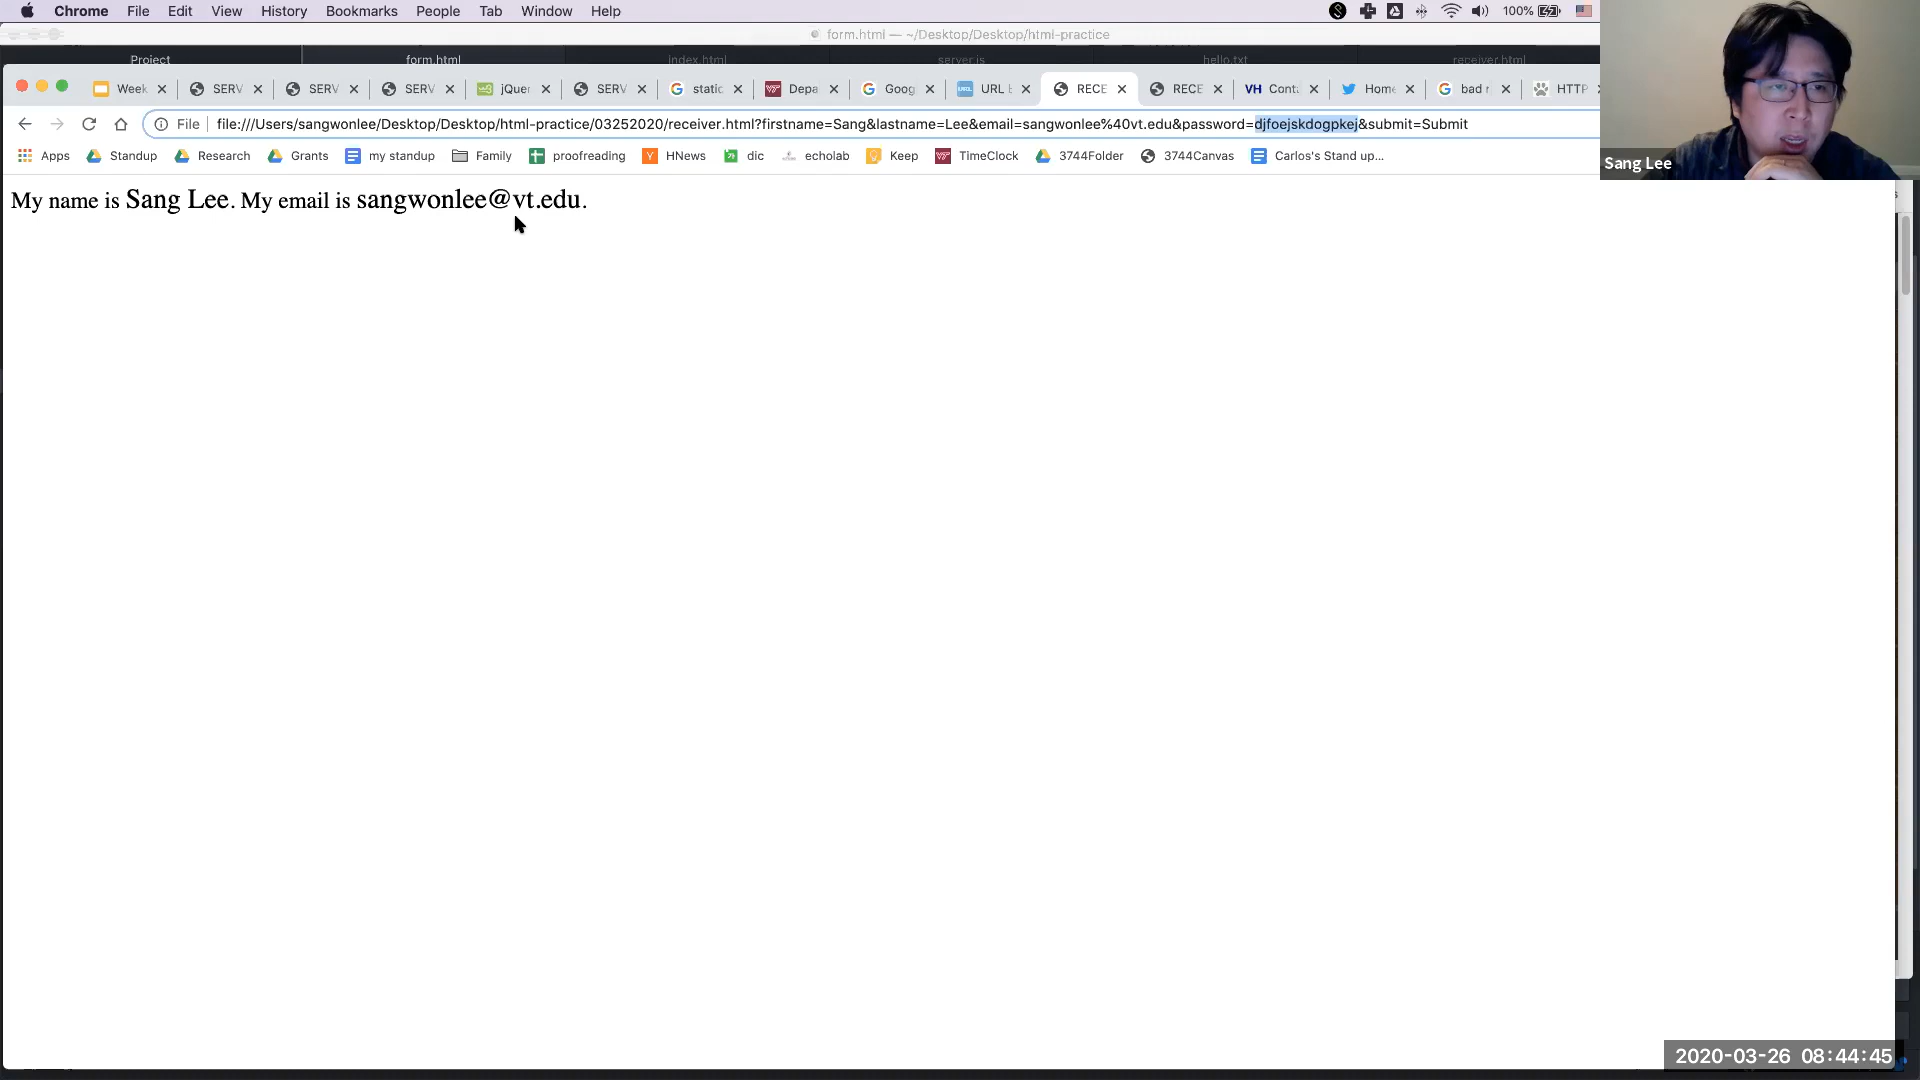 Chrome File Edit View History Bookmarks People Tab Window Help 100%
form.html — ~/Desktop/Desktop/html-practice
Project form.html index.html server.js hello.txt receiver.html
Week SERV SERV SERV jQuer SERV static Depa Goog URL RECE RECE VH Conta Home bad r HTTP
File file:///Users/sangwonlee/Desktop/Desktop/html-practice/03252020/receiver.html?firstname=Sang&lastname=Lee&email=sangwonlee%40vt.edu&password=djfoejskdogpkej&submit=Submit
Apps Standup Research Grants my standup Family proofreading HNews dic echolab Keep TimeClock 3744Folder 3744Canvas Carlos's Stand up...
Sang Lee
My name is Sang Lee. My email is sangwonlee@vt.edu.
2020-03-26 08:44:45